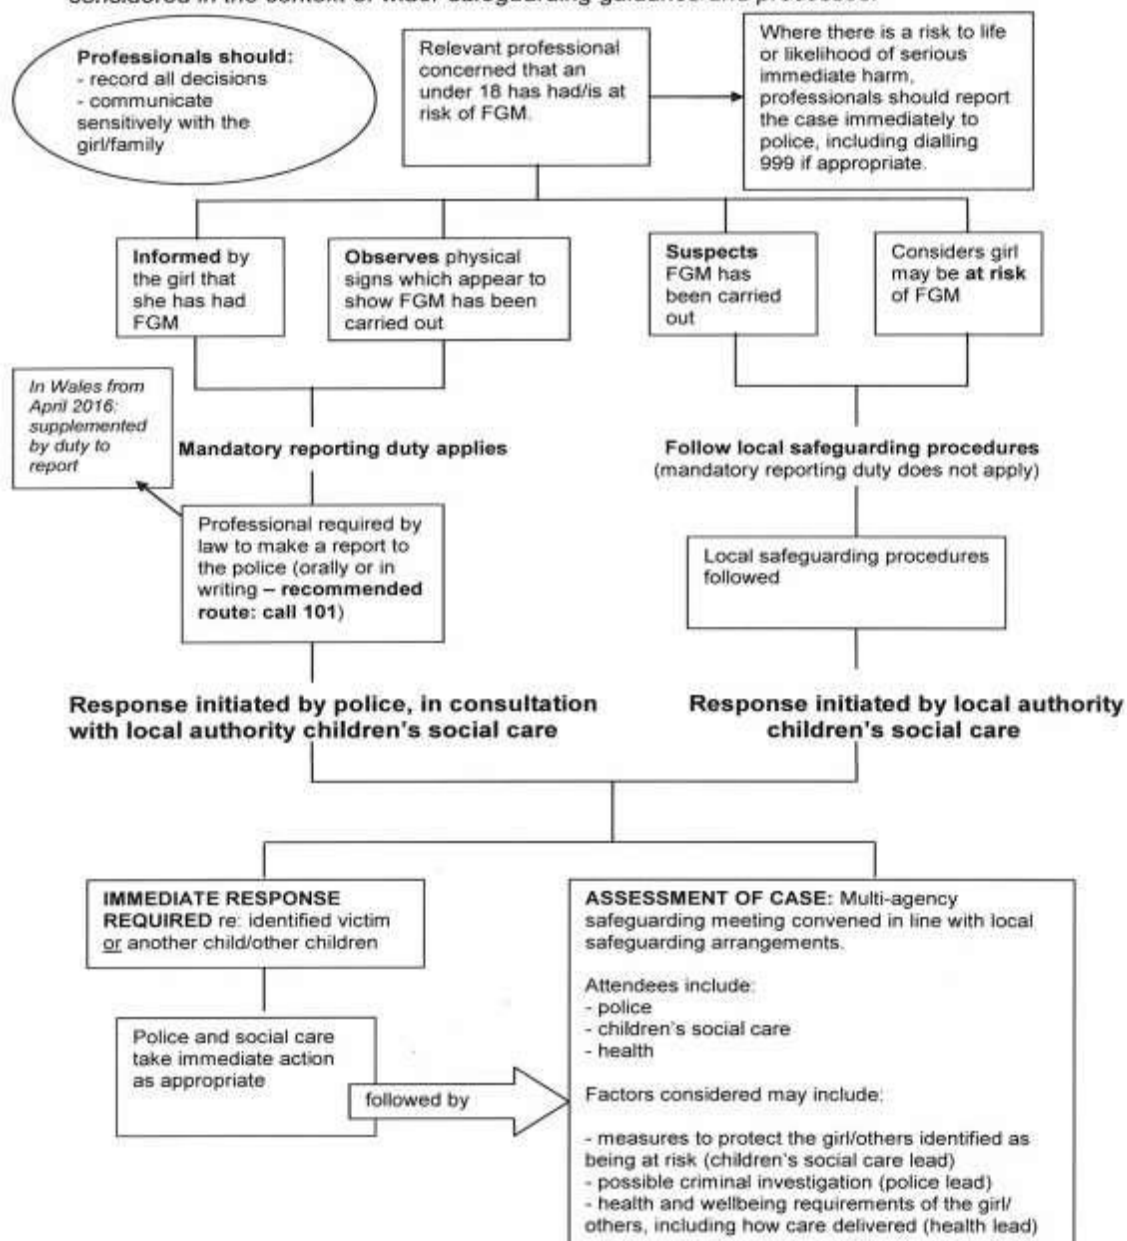 Professionals should:
- record all decisions
- communicate
sensitively with the
girl/family
Relevant professional
concerned that an
under 18 has had/is at
risk of FGM.
Where there is a risk to life
or likelihood of serious
immediate harm,
professionals should report
the case immediately to
police, including dialling
999 if appropriate.
Informed by
the girl that
she has had
FGM
Observes physical
signs which appear to
show FGM has been
carried out
Suspects
FGM has
been carried
out
Considers girl
may be at risk
of FGM
In Wales from
April 2016:
supplemented
by duty to
report
Mandatory reporting duty applies
Follow local safeguarding procedures
(mandatory reporting duty does not apply)
Professional required by
law to make a report to
the police (orally or in
writing – recommended
route: call 101)
Local safeguarding procedures
followed
Response initiated by police, in consultation
with local authority children's social care
Response initiated by local authority
children's social care
IMMEDIATE RESPONSE
REQUIRED re: identified victim
or another child/other children
Police and social care
take immediate action
as appropriate
followed by
ASSESSMENT OF CASE: Multi-agency
safeguarding meeting convened in line with local
safeguarding arrangements.
Attendees include:
- police
- children's social care
- health
Factors considered may include:
- measures to protect the girl/others identified as
being at risk (children's social care lead)
- possible criminal investigation (police lead)
- health and wellbeing requirements of the girl/
others, including how care delivered (health lead)